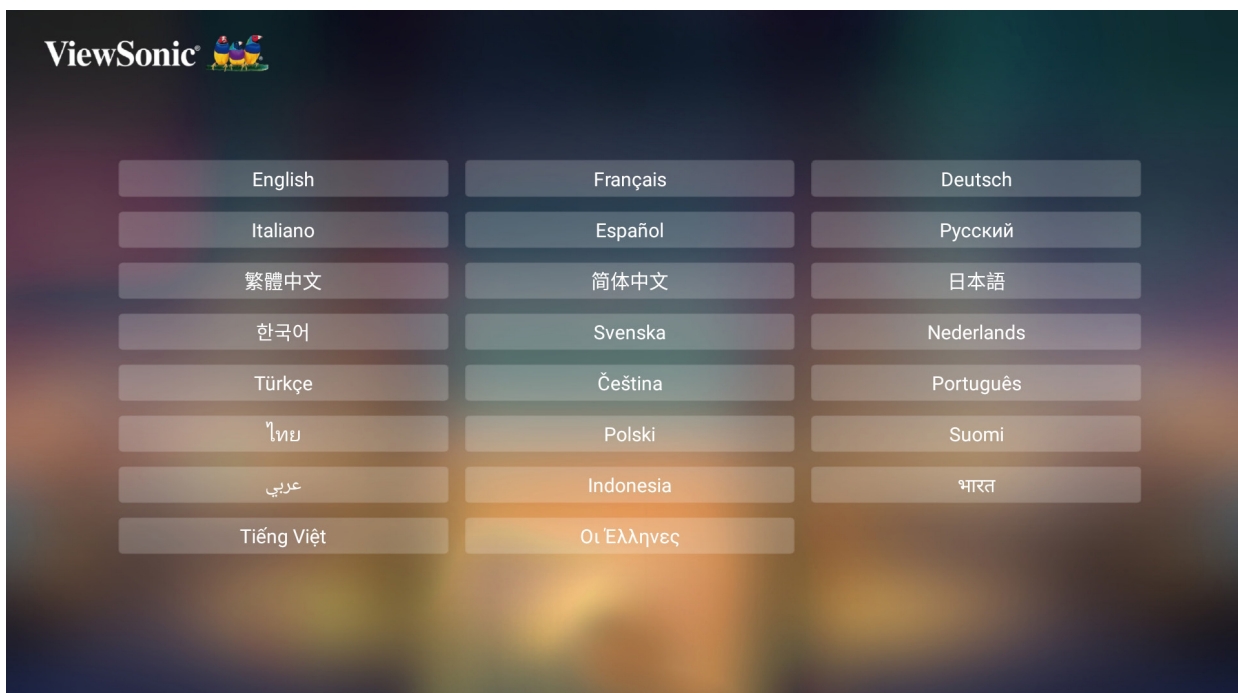 ViewSonic®
English Français Deutsch
Italiano Español Русский
繁體中文 简体中文 日本語
한국어 Svenska Nederlands
Türkçe Čeština Português
ไทย Polski Suomi
عربي Indonesia भारत
Tiếng Việt Οι Έλληνες